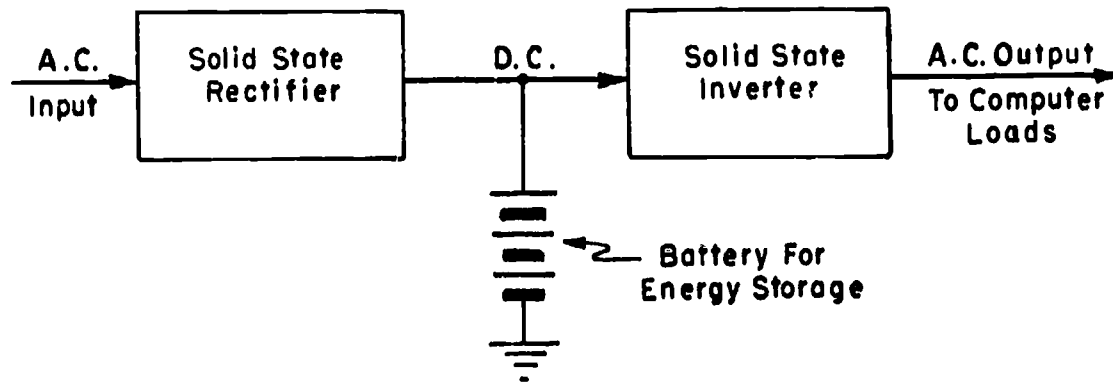 A.C.
Input
Solid State
Rectifier
D.C.
Solid State
Inverter
A.C. Output
To Computer
Loads
Battery For
Energy Storage